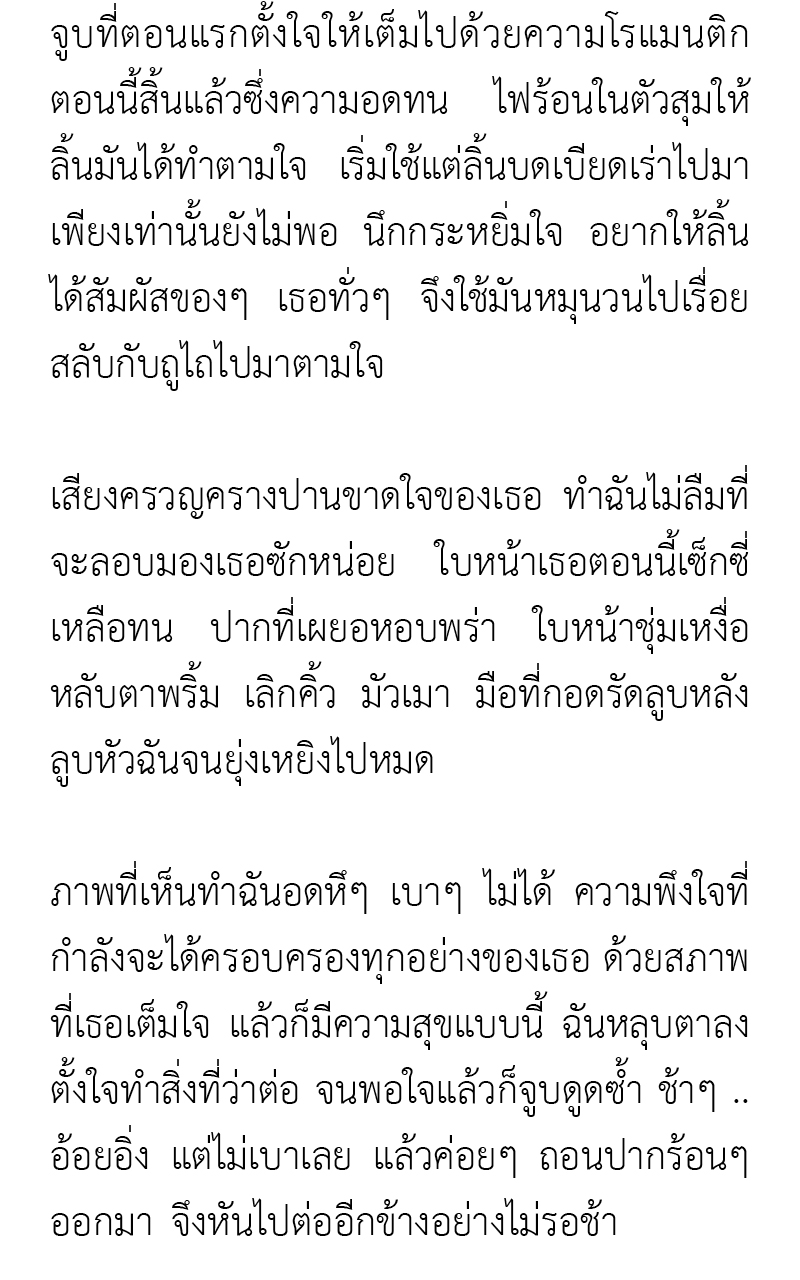 จูบที่ตอนแรกตั้งใจให้เต็มไปด้วยความโรแมนติก
ตอนนี้สิ้นแล้วซึ่งความอดทน ไฟร้อนในตัวสุมให้
ลิ้นมันได้ทำตามใจ เริ่มใช้แต่ลิ้นบดเบียดเร่าไปมา
เพียงเท่านั้นยังไม่พอ นึกกระหยิ่มใจ อยากให้ลิ้น
ได้สัมผัสของๆ เธอทั่วๆ จึงใช้มันหมุนวนไปเรื่อย
สลับกับถูไถไปมาตามใจ
เสียงครวญครางปานขาดใจของเธอ ทำฉันไม่ลืมที่
จะลอบมองเธอซักหน่อย ใบหน้าเธอตอนนี้เซ็กซี่
เหลือทน ปากที่เผยอหอบพร่า ใบหน้าชุ่มเหงื่อ
หลับตาพริ้ม เลิกคิ้ว มัวเมา มือที่กอดรัดลูบหลัง
ลูบหัวฉันจนยุ่งเหยิงไปหมด
ภาพที่เห็นทำฉันอดหึๆ เบาๆ ไม่ได้ ความพึงใจที่
กำลังจะได้ครอบครองทุกอย่างของเธอ ด้วยสภาพ
ที่เธอเต็มใจ แล้วก็มีความสุขแบบนี้ ฉันหลุบตาลง
ตั้งใจทำสิ่งที่ว่าต่อ จนพอใจแล้วก็จูบดูดซ้ำ ช้าๆ ..
อ้อยอิ่ง แต่ไม่เบาเลย แล้วค่อยๆ ถอนปากร้อนๆ
ออกมา จึงหันไปต่ออีกข้างอย่างไม่รอช้า